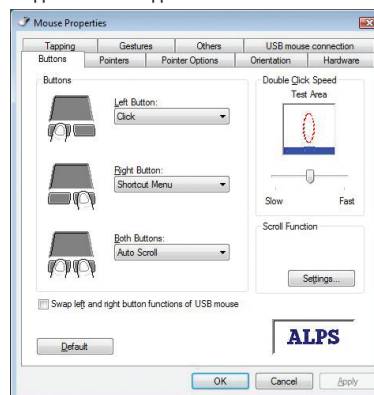 Mouse Properties
Tapping Gestures Others USB mouse connection
Buttons Pointers Pointer Options Orientation Hardware
Buttons
Left Button:
Click
Right Button:
Shortcut Menu
Both Buttons:
Auto Scroll
Swap left and right button functions of USB mouse
Default
Double Click Speed
Test Area
Slow Fast
Scroll Function
Settings...
ALPS
OK Cancel Apply